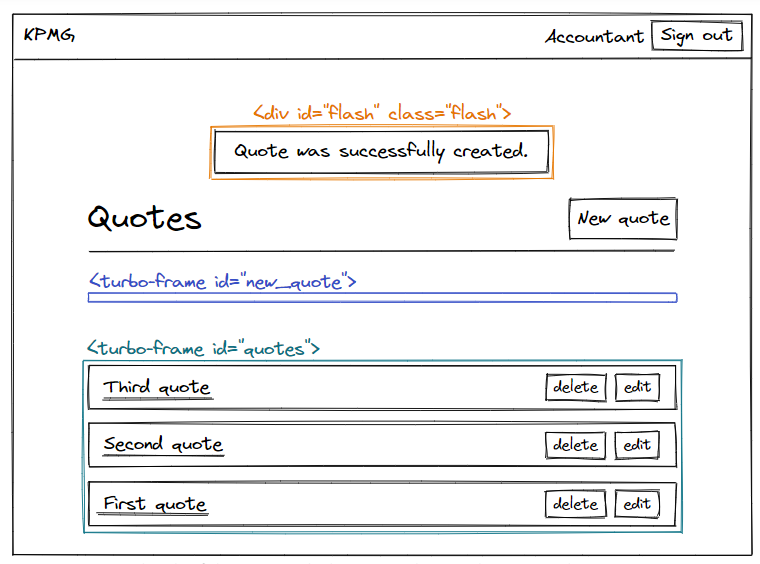 KPMG Accountant Sign out
<div id="flash" class="flash">
Quote was successfully created.
Quotes New quote
<turbo-frame id="new_quote">
<turbo-frame id="quotes">
Third quote delete edit
Second quote delete edit
First quote delete edit